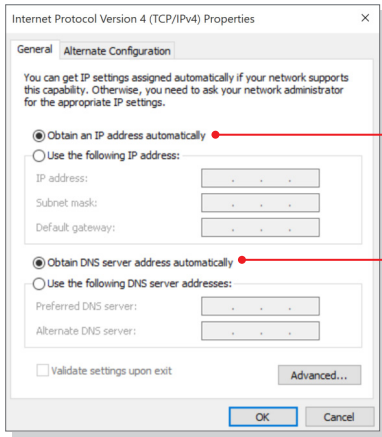 Internet Protocol Version 4 (TCP/IPv4) Properties
General Alternate Configuration
You can get IP settings assigned automatically if your network supports
this capability. Otherwise, you need to ask your network administrator
for the appropriate IP settings.
Obtain an IP address automatically
Use the following IP address:
IP address:
Subnet mask:
Default gateway:
Obtain DNS server address automatically
Use the following DNS server addresses:
Preferred DNS server:
Alternate DNS server:
Validate settings upon exit
Advanced...
OK Cancel